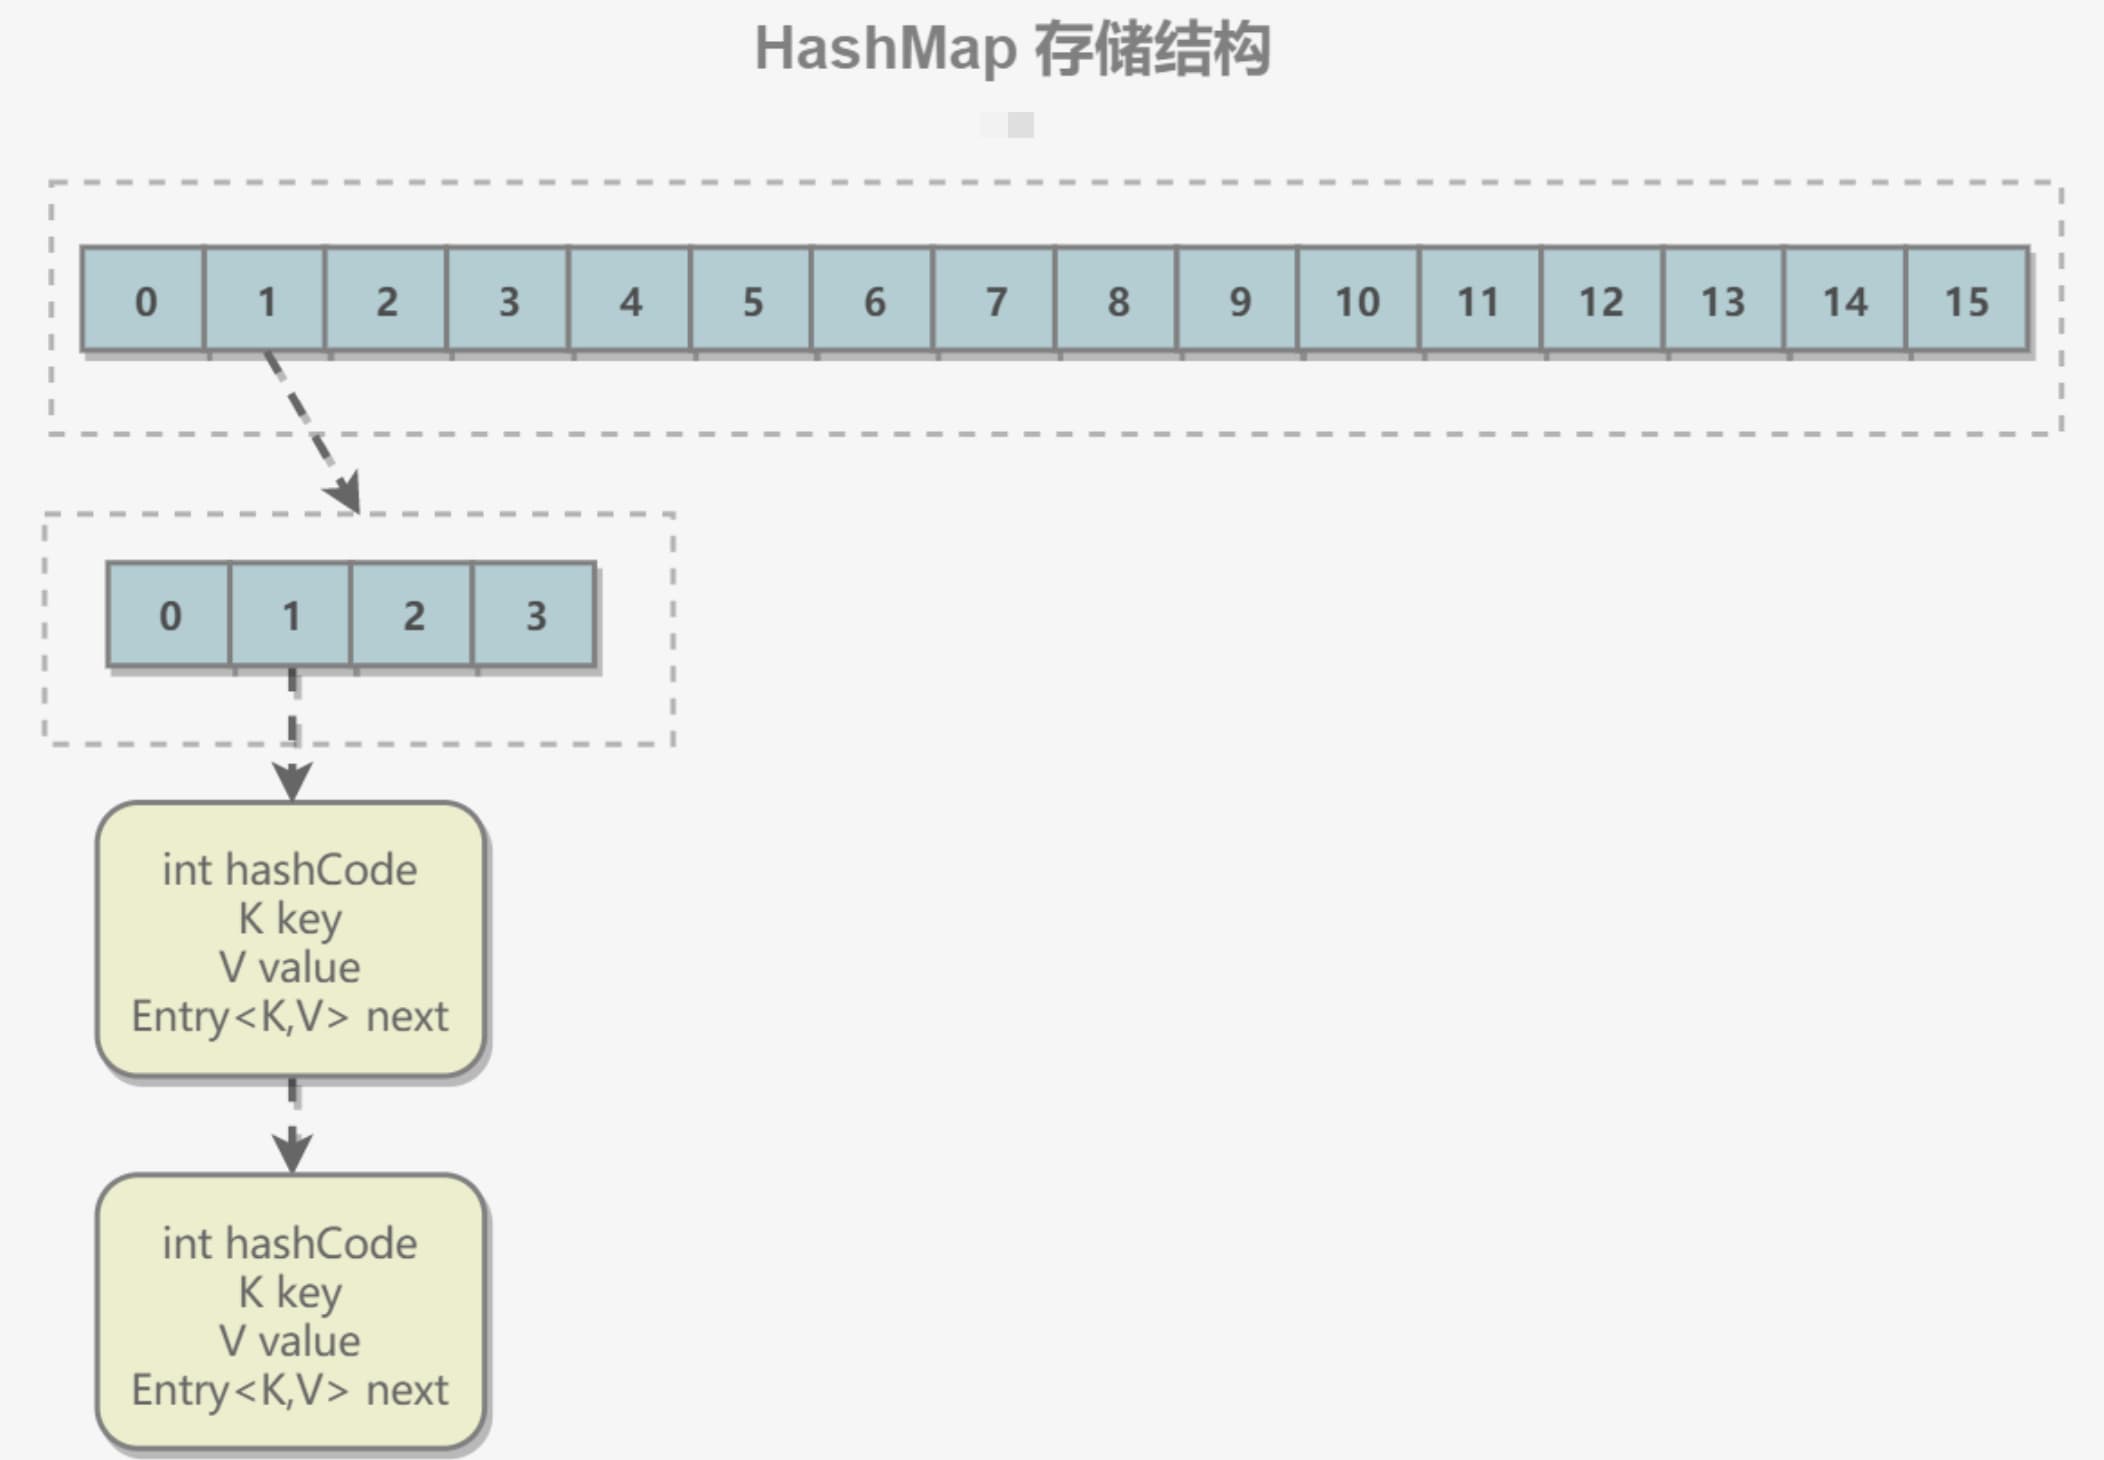 HashMap 存储结构
0 1 2 3 4 5 6 7 8 9 10 11 12 13 14 15
0 1 2 3
int hashCode
K key
V value
Entry<K,V> next
int hashCode
K key
V value
Entry<K,V> next